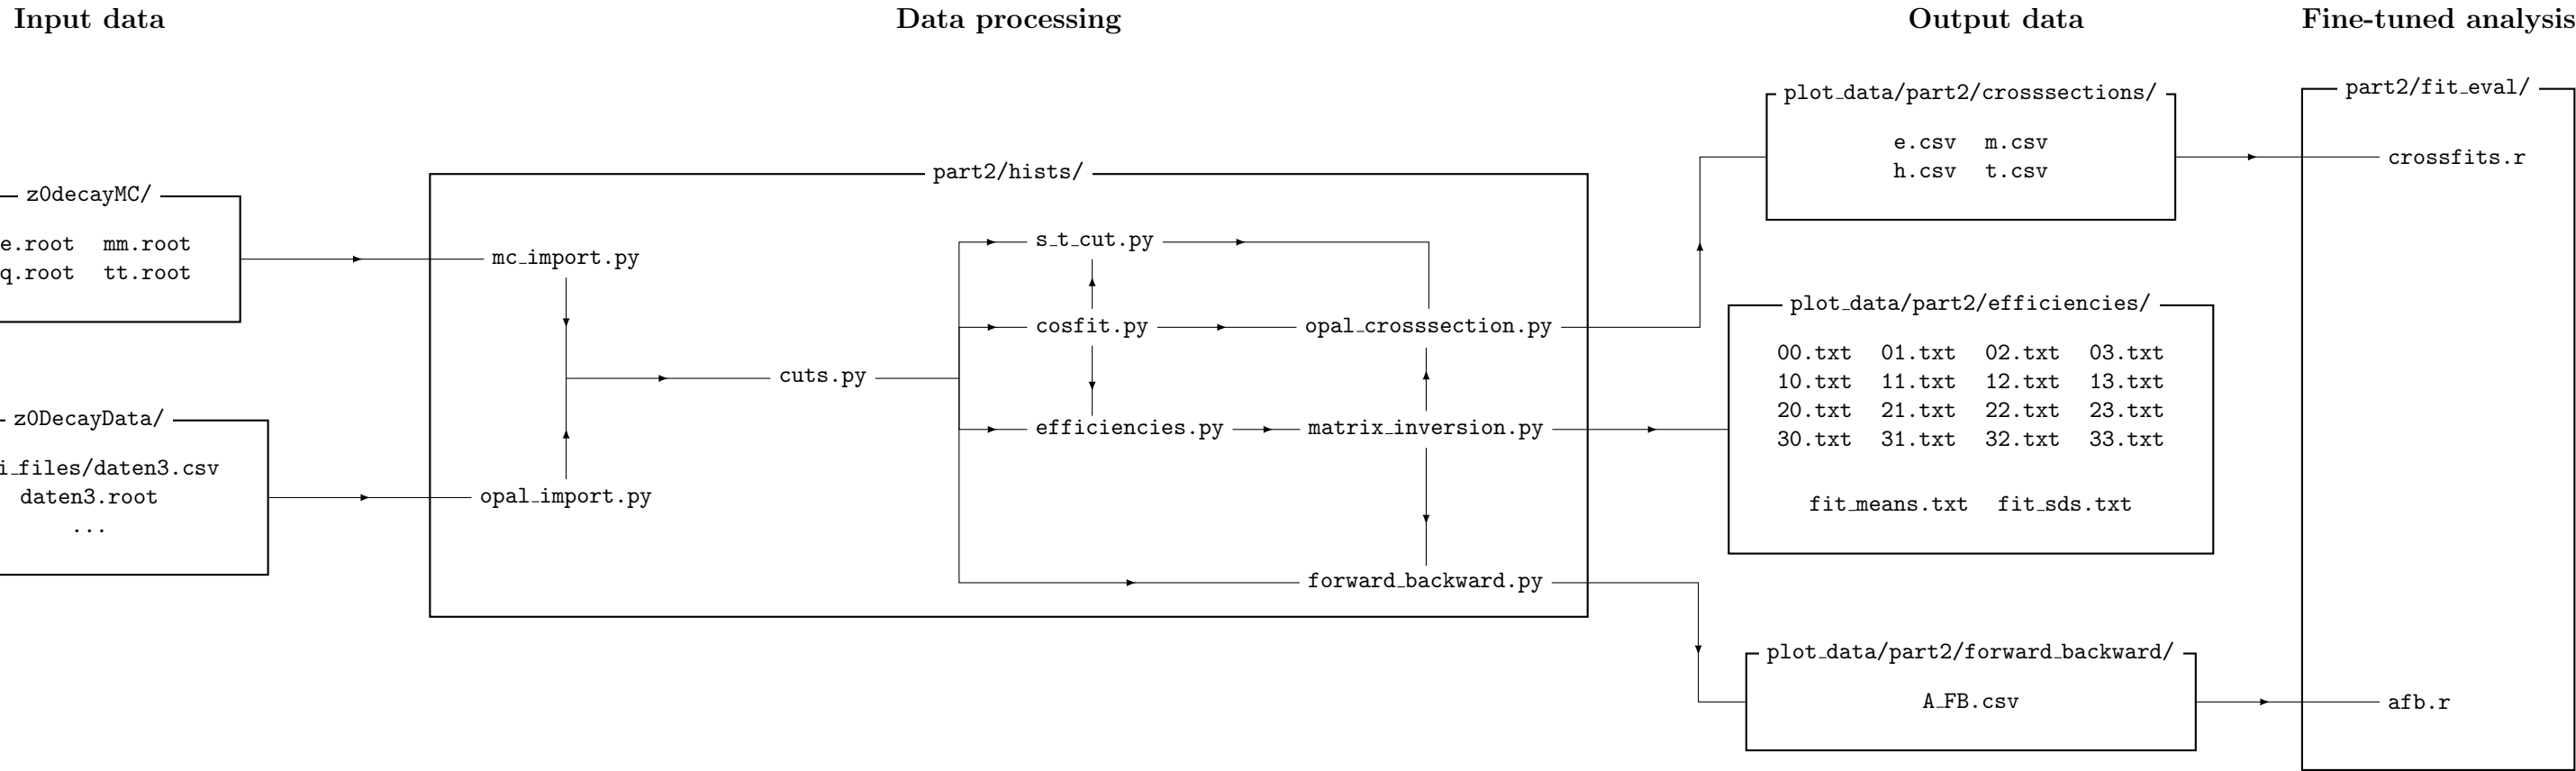 Input data
Data processing
Output data
Fine-tuned analysis
z0decayMC/
e.root mm.root
q.root tt.root
z0DecayData/
i_files/daten3.csv
daten3.root
...
part2/hists/
mc_import.py
opal_import.py
cuts.py
s_t_cut.py
cosfit.py
efficiencies.py
opal_crosssection.py
matrix_inversion.py
forward_backward.py
plot_data/part2/crosssections/
e.csv m.csv
h.csv t.csv
plot_data/part2/efficiencies/
00.txt 01.txt 02.txt 03.txt
10.txt 11.txt 12.txt 13.txt
20.txt 21.txt 22.txt 23.txt
30.txt 31.txt 32.txt 33.txt
fit_means.txt fit_sds.txt
plot_data/part2/forward_backward/
A_FB.csv
part2/fit_eval/
crossfits.r
afb.r